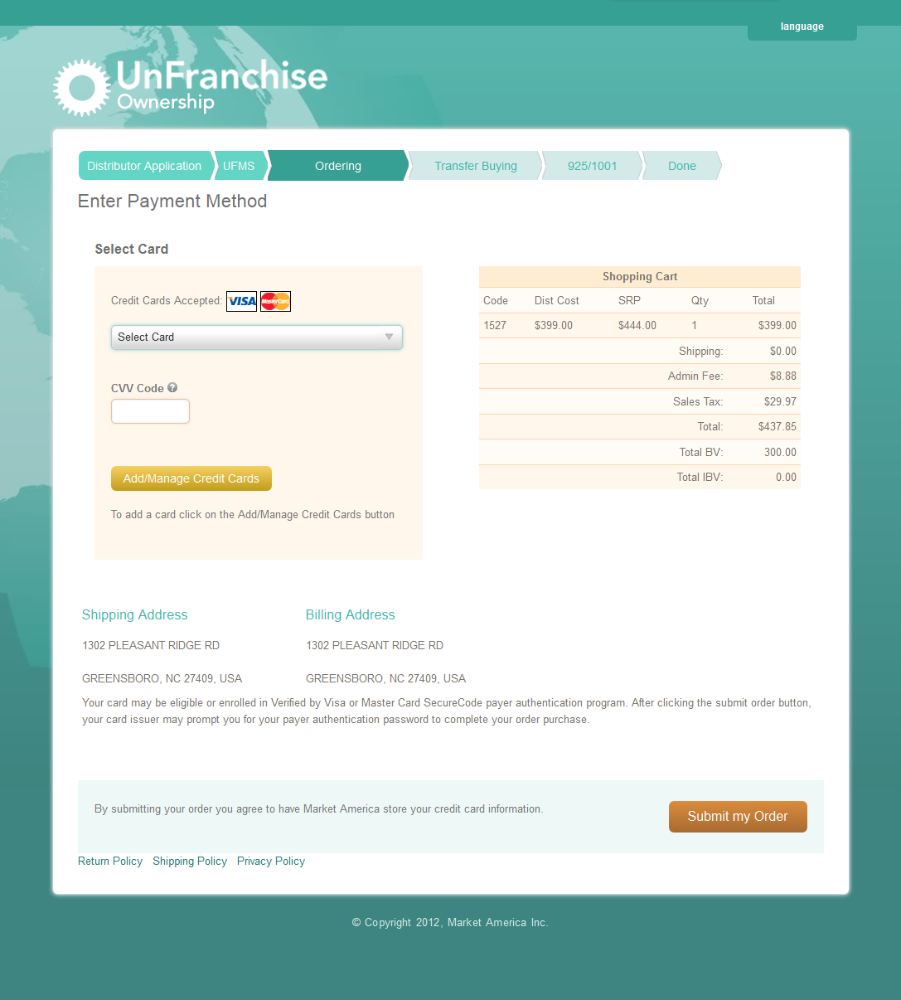 language
UnFranchise
Ownership
Distributor Application UFMS Ordering Transfer Buying 925/1001 Done
Enter Payment Method
Select Card
Credit Cards Accepted: VISA MasterCard
Select Card
CVV Code ?
Add/Manage Credit Cards
To add a card click on the Add/Manage Credit Cards button
Shopping Cart
Code Dist Cost SRP Qty Total
1527 $399.00 $444.00 1 $399.00
Shipping: $0.00
Admin Fee: $8.88
Sales Tax: $29.97
Total: $437.85
Total BV: 300.00
Total IBV: 0.00
Shipping Address
1302 PLEASANT RIDGE RD
GREENSBORO, NC 27409, USA
Billing Address
1302 PLEASANT RIDGE RD
GREENSBORO, NC 27409, USA
Your card may be eligible or enrolled in Verified by Visa or Master Card SecureCode payer authentication program. After clicking the submit order button,
your card issuer may prompt you for your payer authentication password to complete your order purchase.
By submitting your order you agree to have Market America store your credit card information.
Submit my Order
Return Policy Shipping Policy Privacy Policy
© Copyright 2012, Market America Inc.